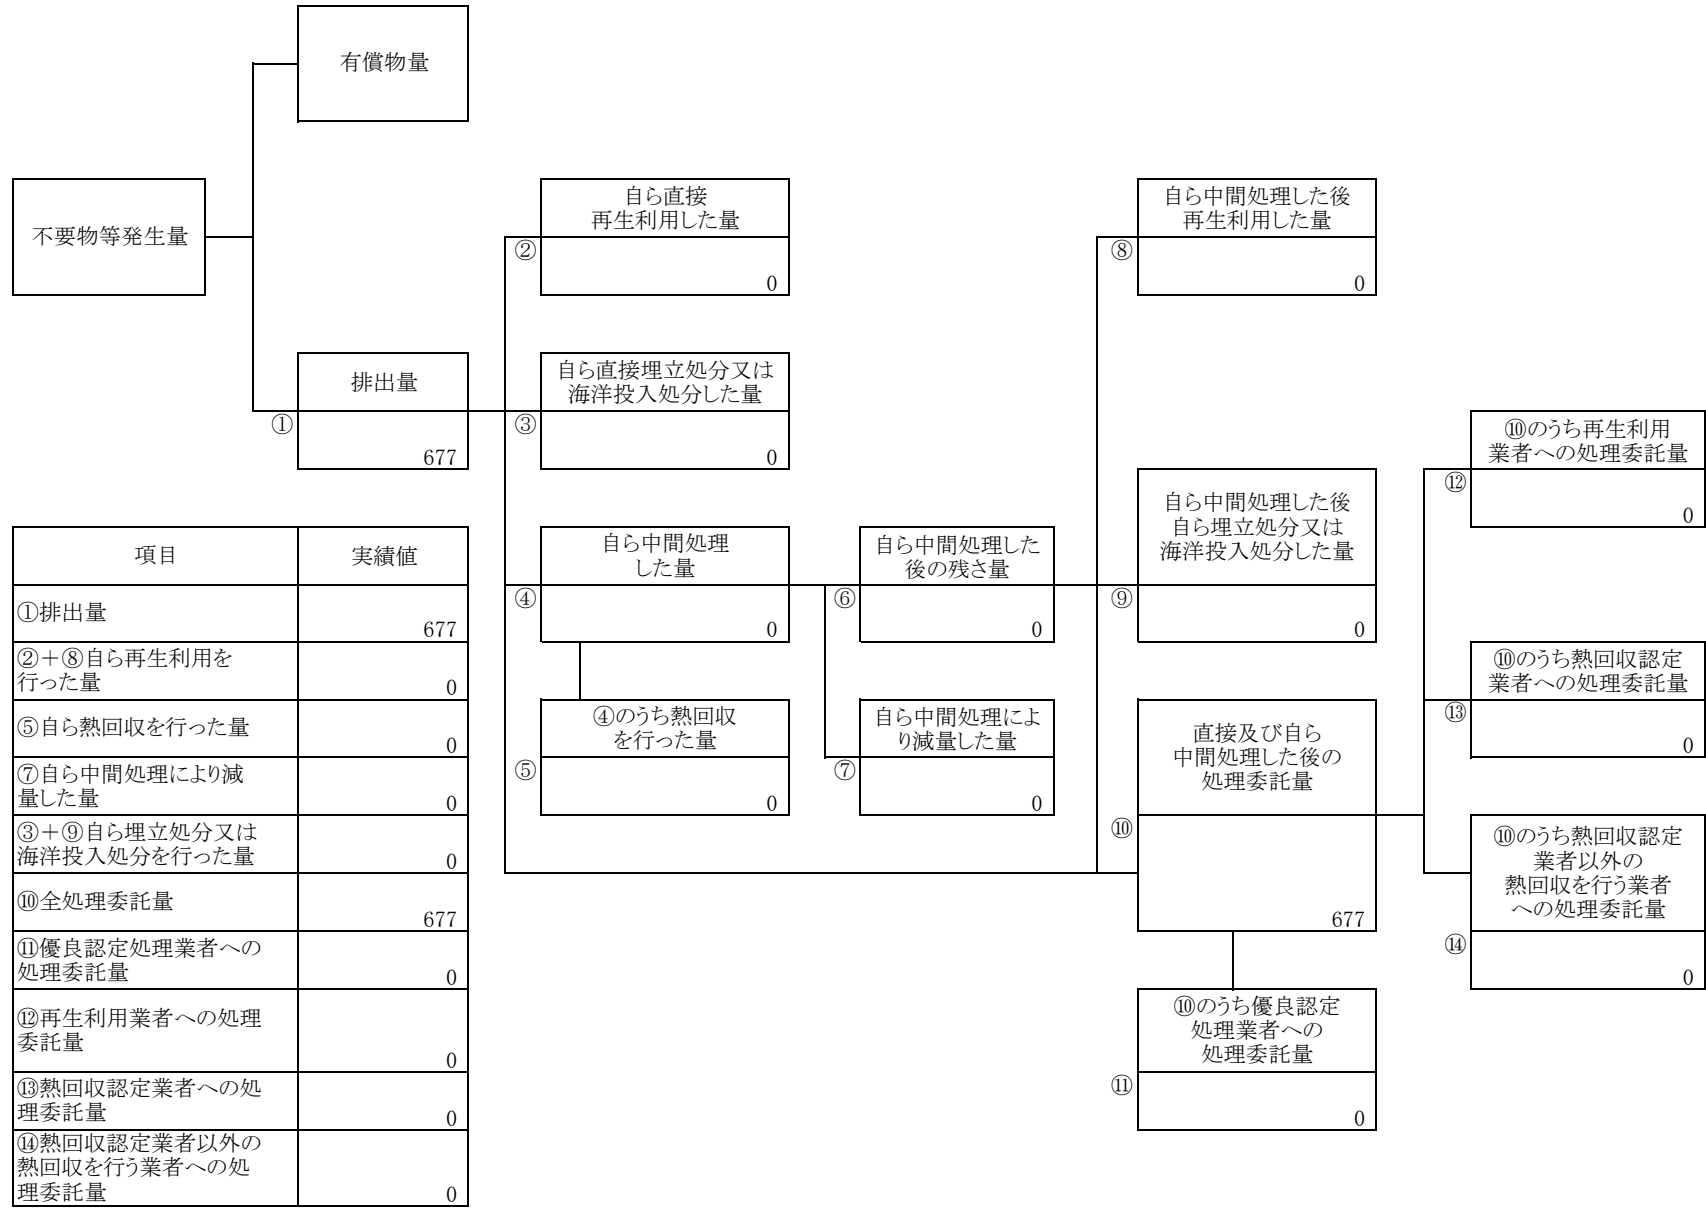 有償物量
不要物等発生量
排出量
①
677
自ら直接
再生利用した量
②
0
自ら直接埋立処分又は
海洋投入処分した量
③
0
自ら中間処理
した量
④
0
④のうち熱回収
を行った量
⑤
0
自ら中間処理した
後の残さ量
⑥
0
自ら中間処理によ
り減量した量
⑦
0
自ら中間処理した後
再生利用した量
⑧
0
自ら中間処理した後
自ら埋立処分又は
海洋投入処分した量
⑨
0
直接及び自ら
中間処理した後の
処理委託量
⑩
677
⑩のうち優良認定
処理業者への
処理委託量
⑪
0
⑩のうち再生利用
業者への処理委託量
⑫
0
⑩のうち熱回収認定
業者への処理委託量
⑬
0
⑩のうち熱回収認定
業者以外の
熱回収を行う業者
への処理委託量
⑭
0
項目 実績値
①排出量
677
②＋⑧自ら再生利用を
行った量
0
⑤自ら熱回収を行った量
0
⑦自ら中間処理により減
量した量
0
③＋⑨自ら埋立処分又は
海洋投入処分を行った量
0
⑩全処理委託量
677
⑪優良認定処理業者への
処理委託量
0
⑫再生利用業者への処理
委託量
0
⑬熱回収認定業者への処
理委託量
0
⑭熱回収認定業者以外の
熱回収を行う業者への処
理委託量
0